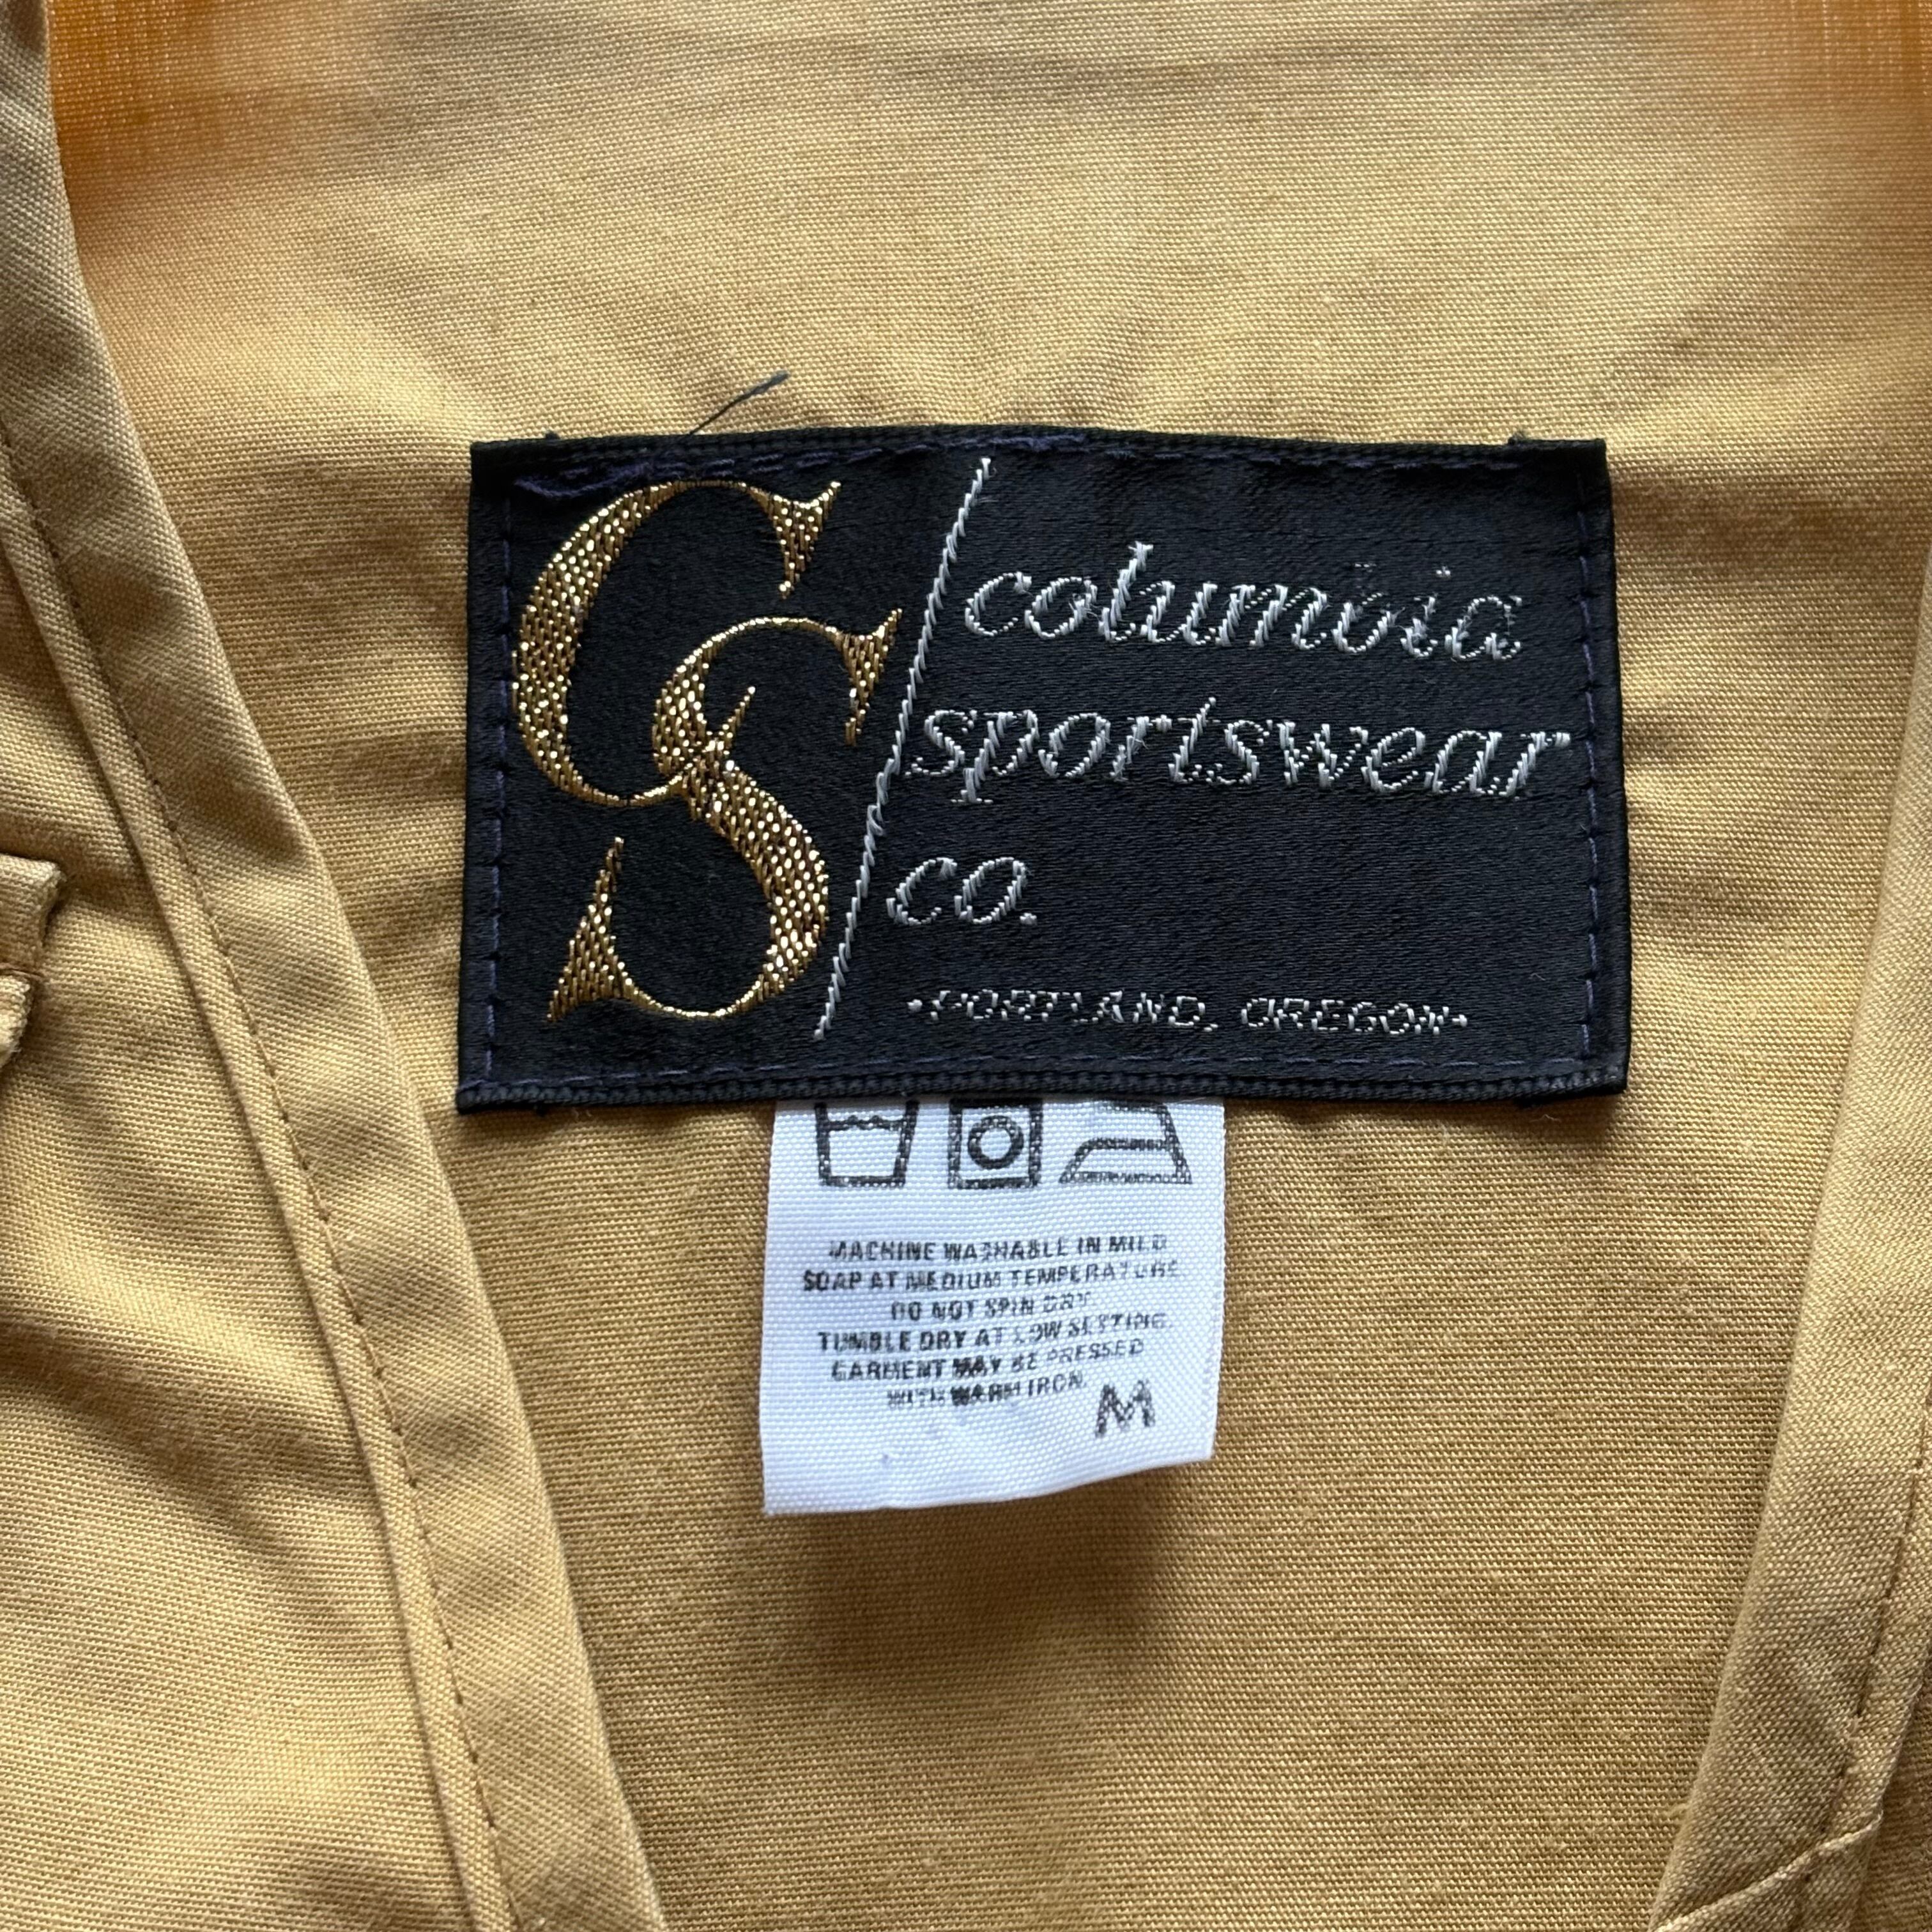 CS
columbia
sportswear
co.
•PORTLAND, OREGON•
MACHINE WASHABLE IN MILD
SOAP AT MEDIUM TEMPERATURE
DO NOT SPIN DRY
TUMBLE DRY AT LOW SETTING.
GARMENT MAY BE PRESSED
WITH WARM IRON.
M